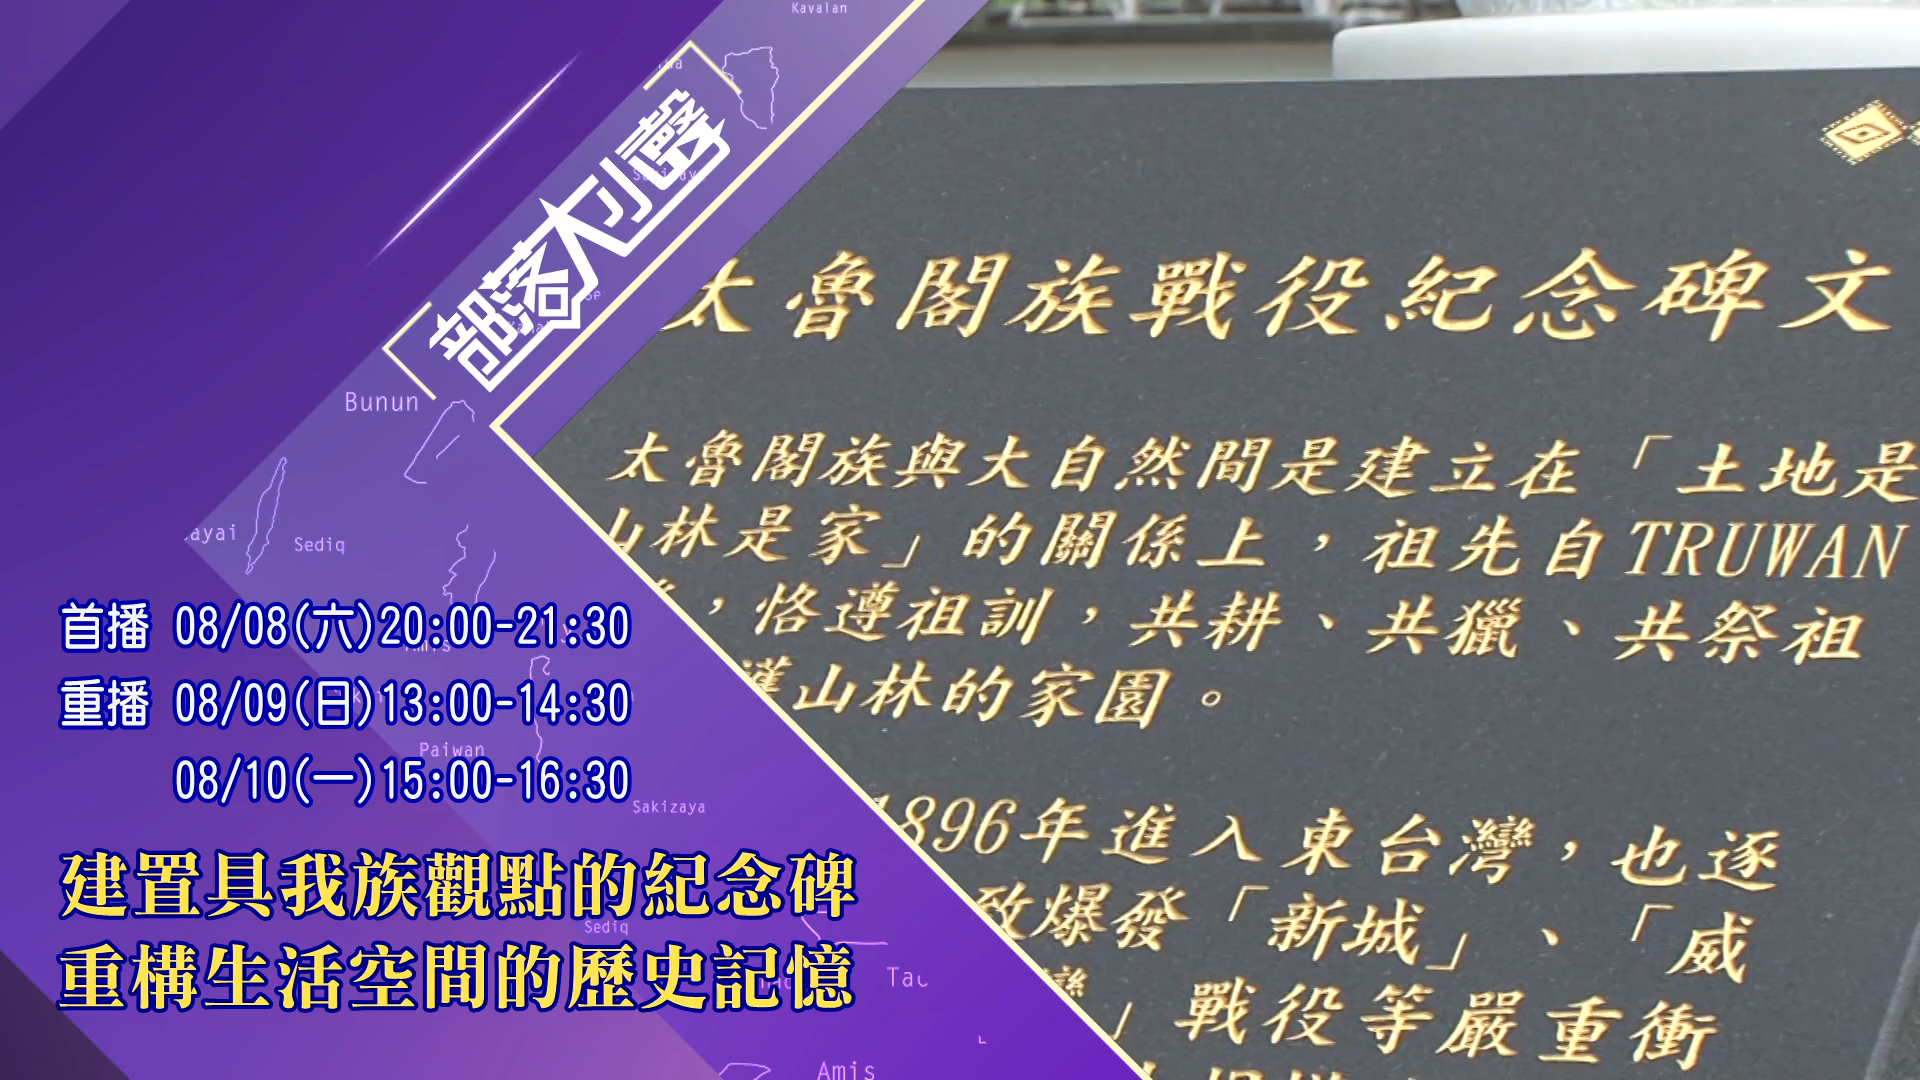 Kavalan
部落大小聲
Bunun
Sediq
首播 08/08(六)20:00-21:30
重播 08/09(日)13:00-14:30
Paiwan
08/10(一)15:00-16:30
Sakizaya
建置具我族觀點的紀念碑
Sediq
重構生活空間的歷史記憶
Amis
太魯閣族戰役紀念碑文
太魯閣族與大自然間是建立在「土地是
山林是家」的關係上，祖先自TRUWAN
，恪遵祖訓，共耕、共獵、共祭祖
護山林的家園。
1896年進入東台灣，也逐
致爆發「新城」、「威
」戰役等嚴重衝